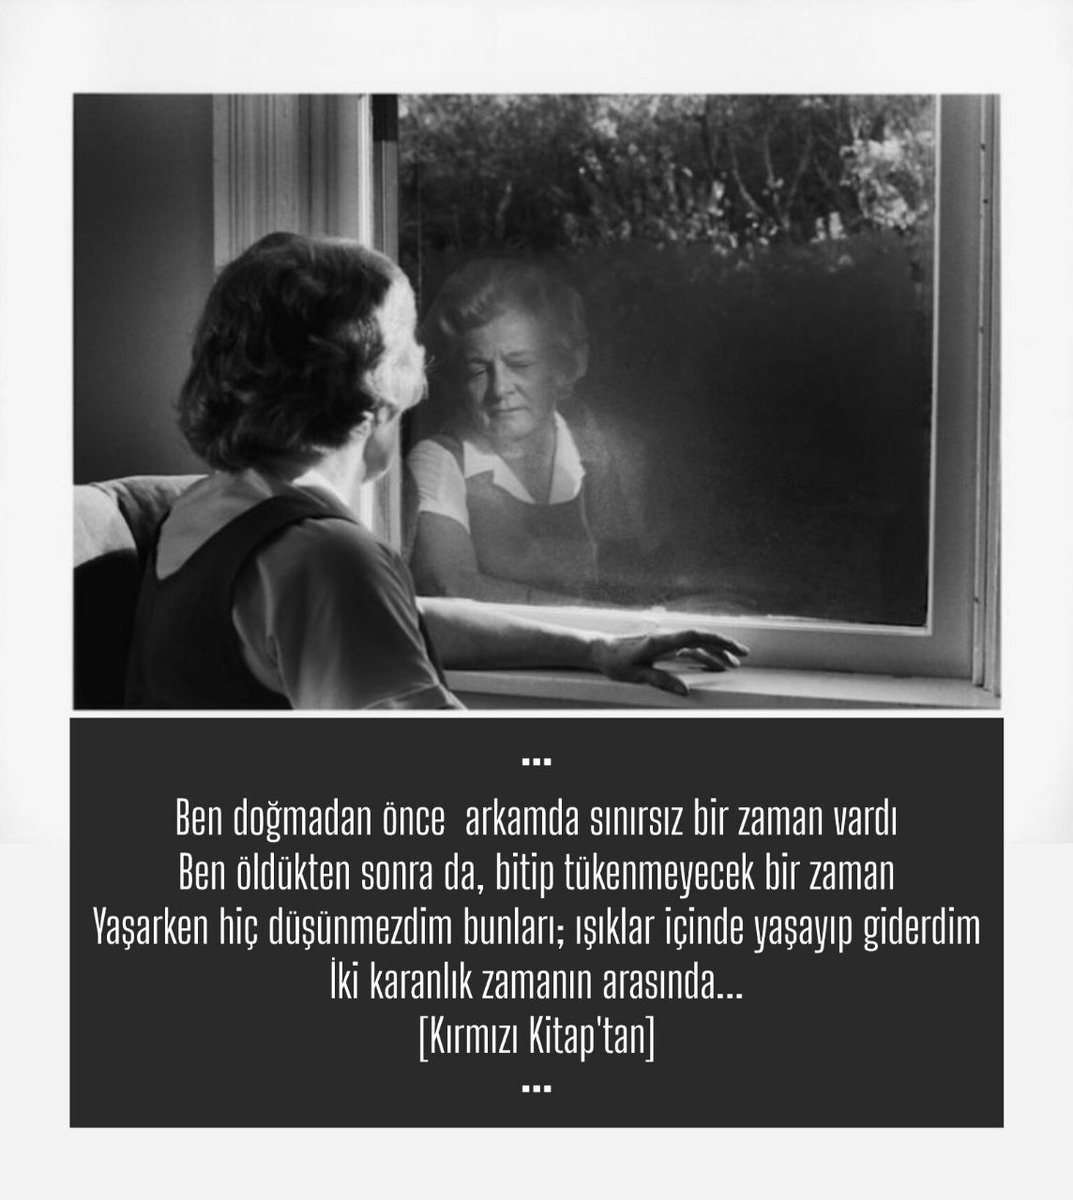 ...
Ben doğmadan önce arkamda sınırsız bir zaman vardı
Ben öldükten sonra da, bitip tükenmeyecek bir zaman
Yaşarken hiç düşünmezdim bunları; ışıklar içinde yaşayıp giderdim
İki karanlık zamanın arasında...
[Kırmızı Kitap'tan]
...